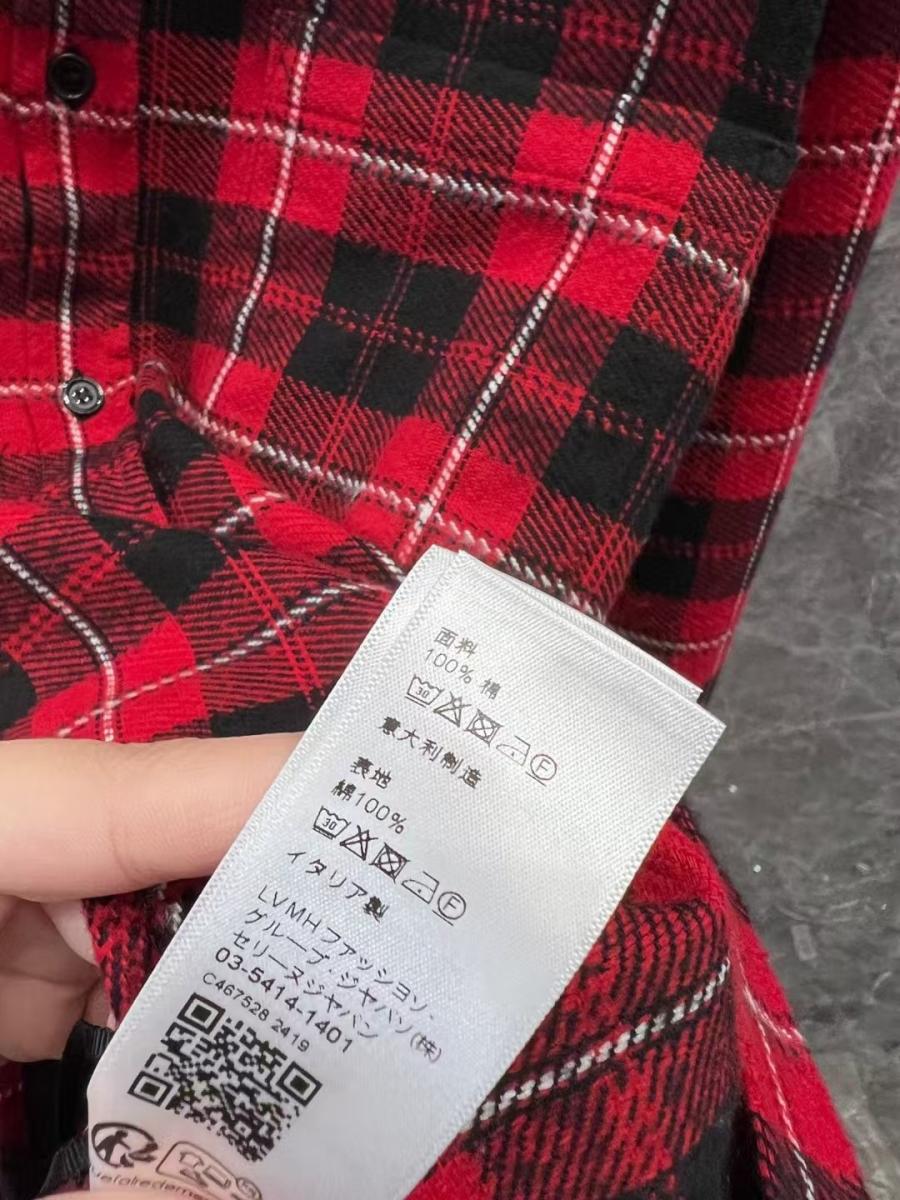 面料
100% 棉
30 F
意大利制造
表地
綿100%
30 F
イタリア製
LVMHファッション.
グループ.ジャパン(株)
セリーヌジャパン
03-5414-1401
C467528 2419